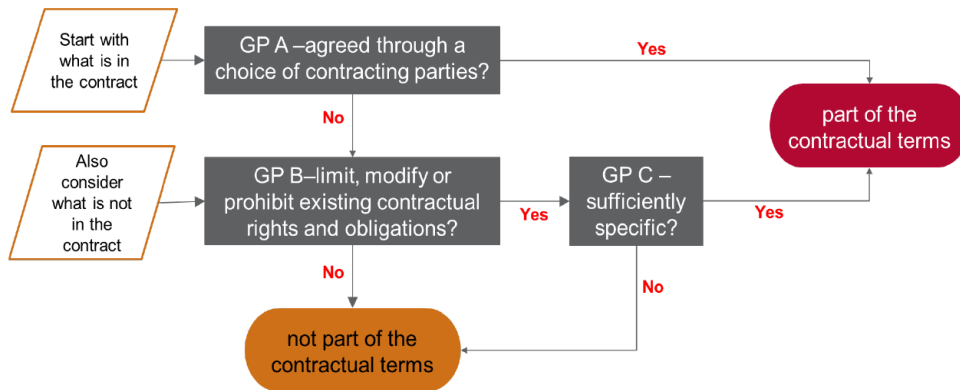 Start with
what is in
the contract
GP A –agreed through a
choice of contracting parties?
Yes
No
part of the
contractual terms
Also
consider
what is not
in the
contract
GP B–limit, modify or
prohibit existing contractual
rights and obligations?
Yes
GP C –
sufficiently
specific?
Yes
No
No
not part of the
contractual terms